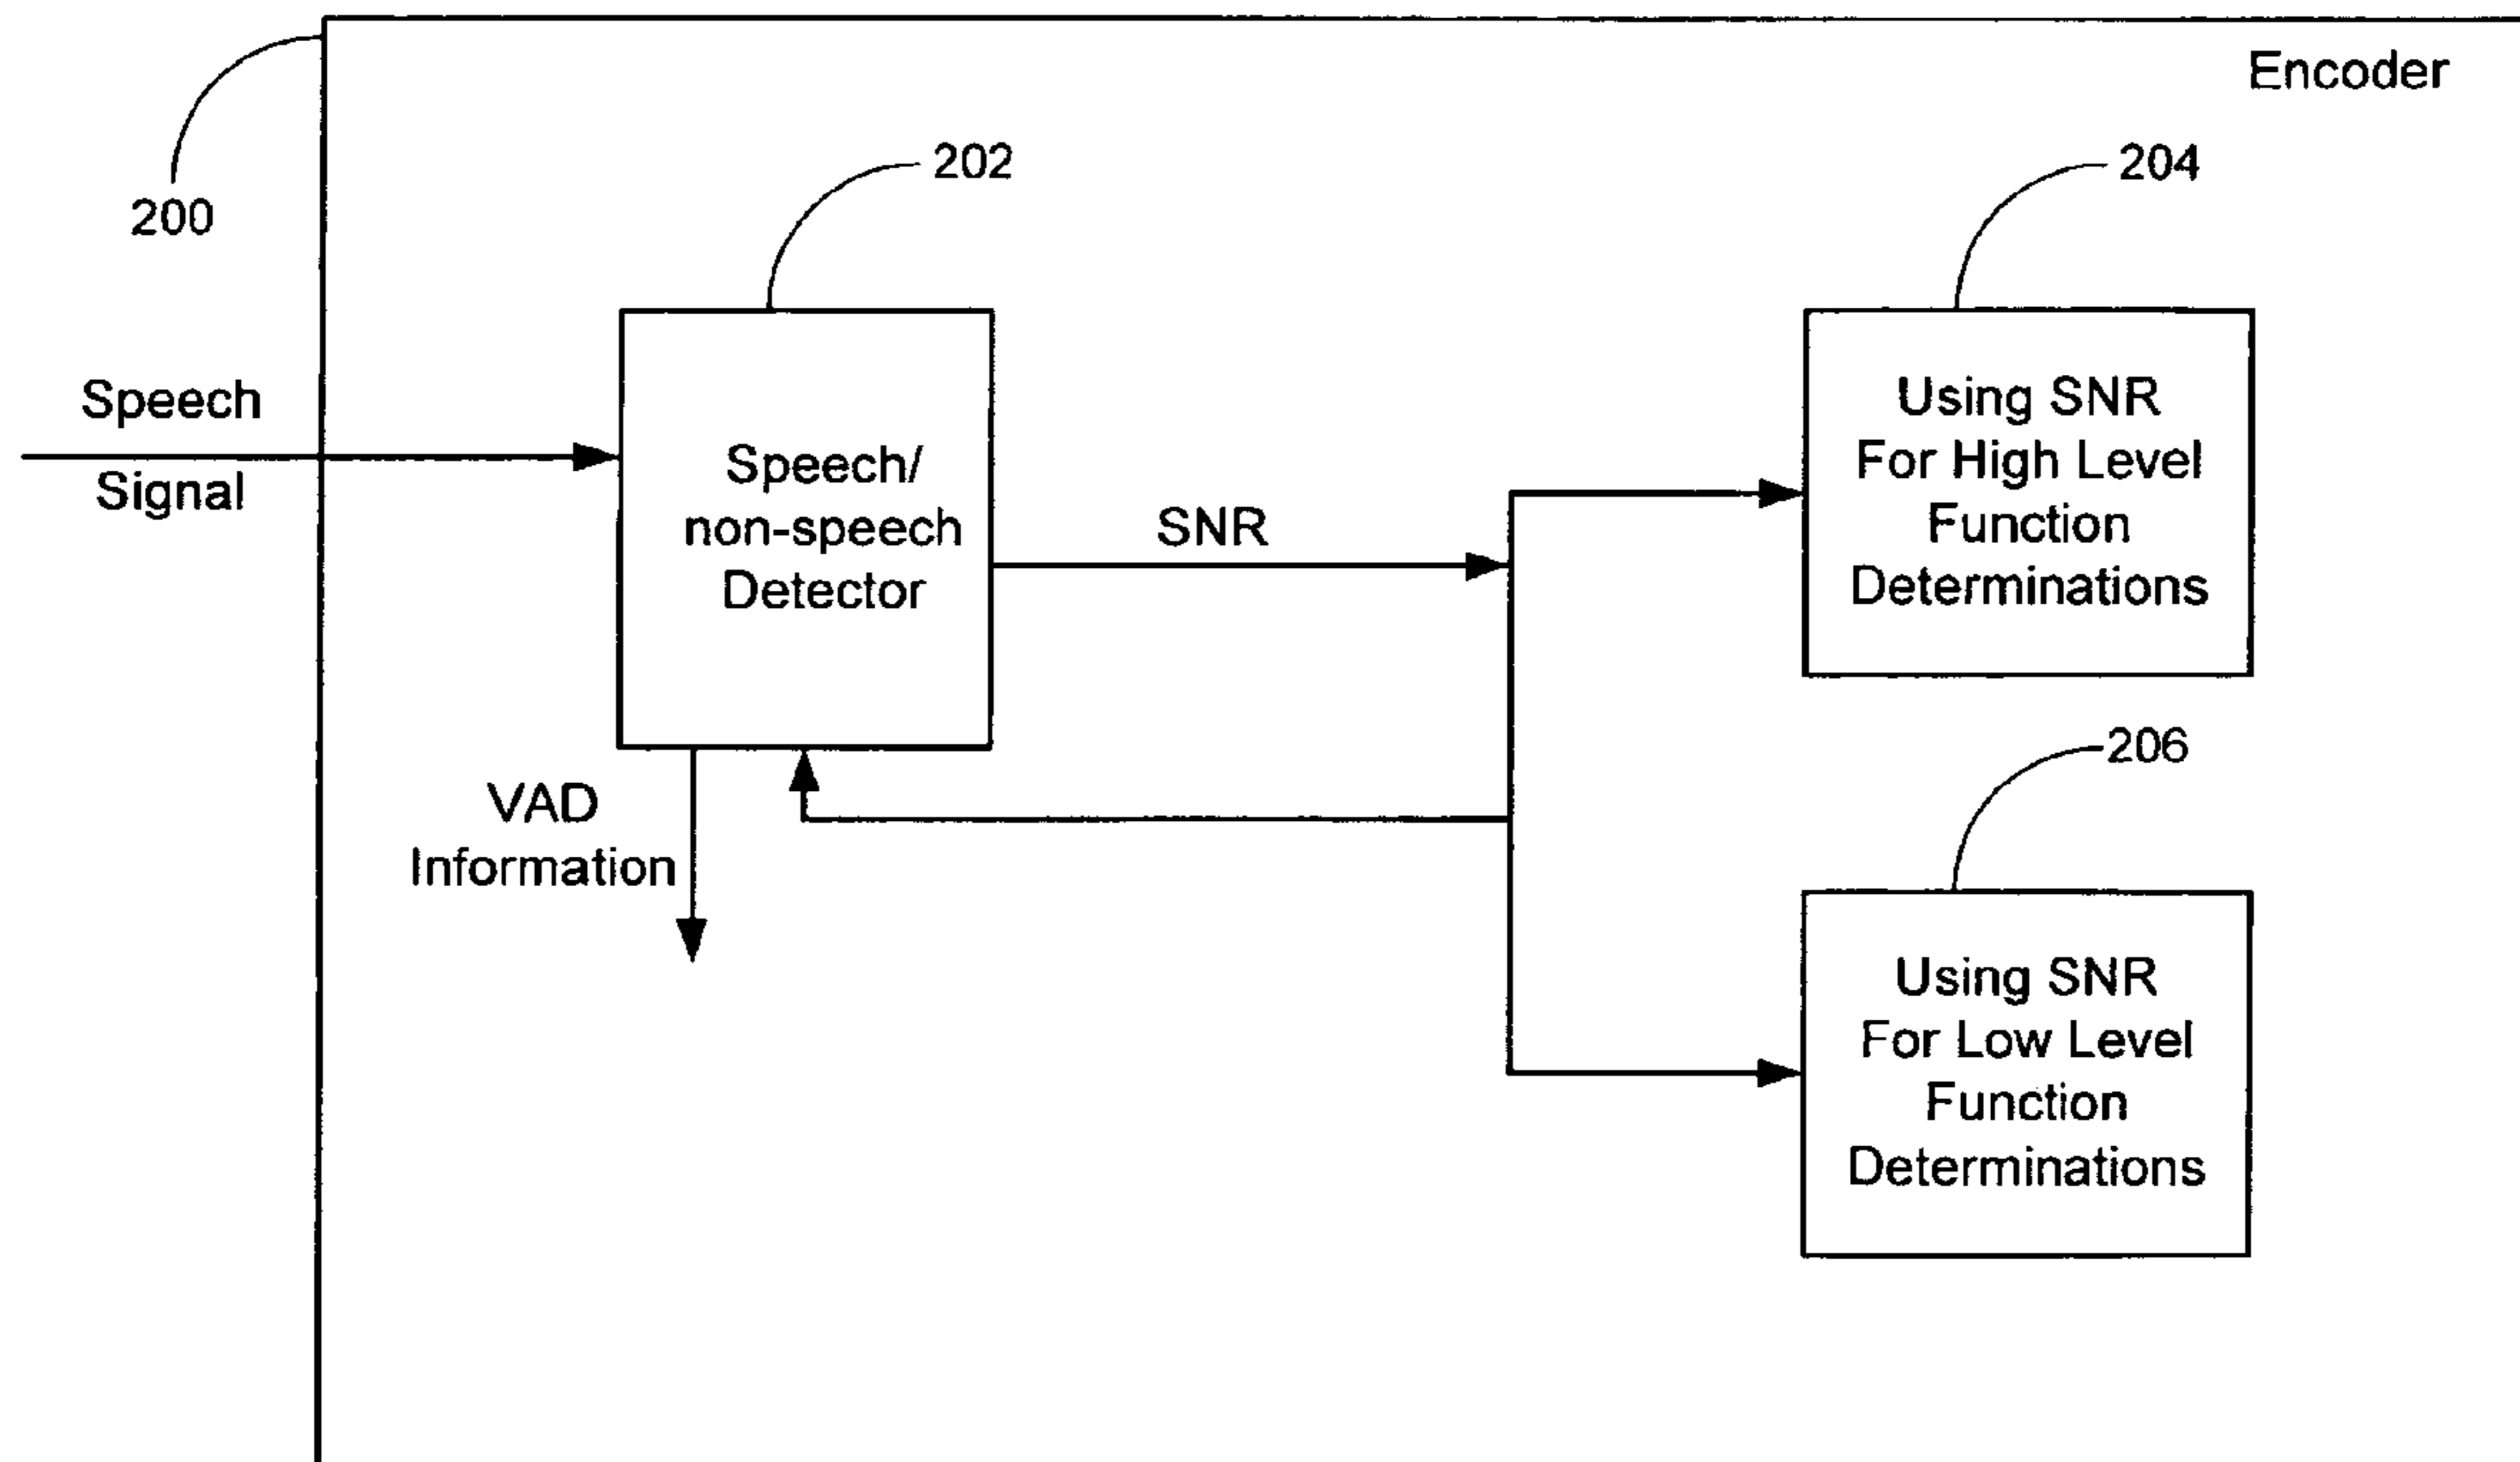 Encoder
200
202
204
Speech
Signal
Speech/
non-speech
Detector
SNR
Using SNR
For High Level
Function
Determinations
VAD
Information
206
Using SNR
For Low Level
Function
Determinations